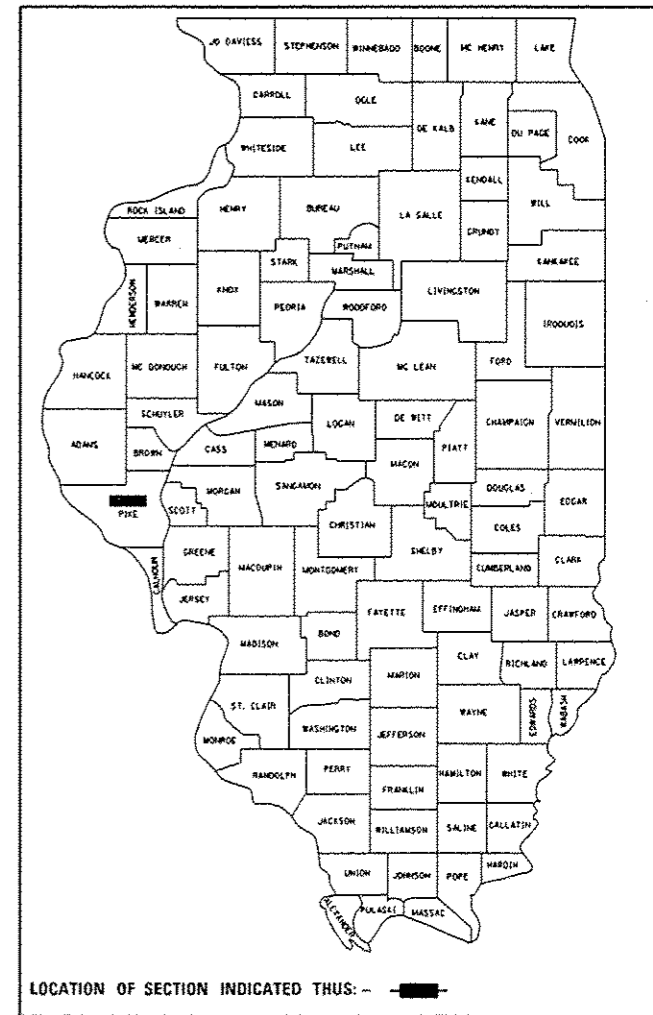 JO DAVIESS STEPHENSON WINNEBAGO BOONE MC HENRY LAKE
CARROLL OGLE DE KALB KANE DU PAGE COOK
WHITESIDE LEE KENDALL WILL
ROCK ISLAND HENRY BUREAU LA SALLE GRUNDY
MERCER PUTNAM KANKAKEE
HENDERSON WARREN KNOX STARK MARSHALL LIVINGSTON
PEORIA WOODFORD IROQUOIS
HANCOCK MC DONOUGH FULTON TAZEWELL MC LEAN FORD
SCHUYLER MASON LOGAN DE WITT CHAMPAIGN VERMILION
ADAMS BROWN CASS MENARD PIATT
MACON
PIKE SCOTT MORGAN SANGAMON MOULTRIE DOUGLAS EDGAR
CHRISTIAN COLES
CALHOUN GREENE MACOUPIN MONTGOMERY SHELBY CUMBERLAND CLARK
JERSEY FAYETTE EFFINGHAM JASPER CRAWFORD
MADISON BOND CLAY RICHLAND LAWRENCE
CLINTON MARION
ST. CLAIR WAYNE EDWARDS WABASH
MONROE WASHINGTON JEFFERSON
RANDOLPH PERRY HAMILTON WHITE
FRANKLIN
JACKSON WILLIAMSON SALINE GALLATIN
UNION JOHNSON POPE HARDIN
ALEXANDER PULASKI MASSAC
LOCATION OF SECTION INDICATED THUS: -